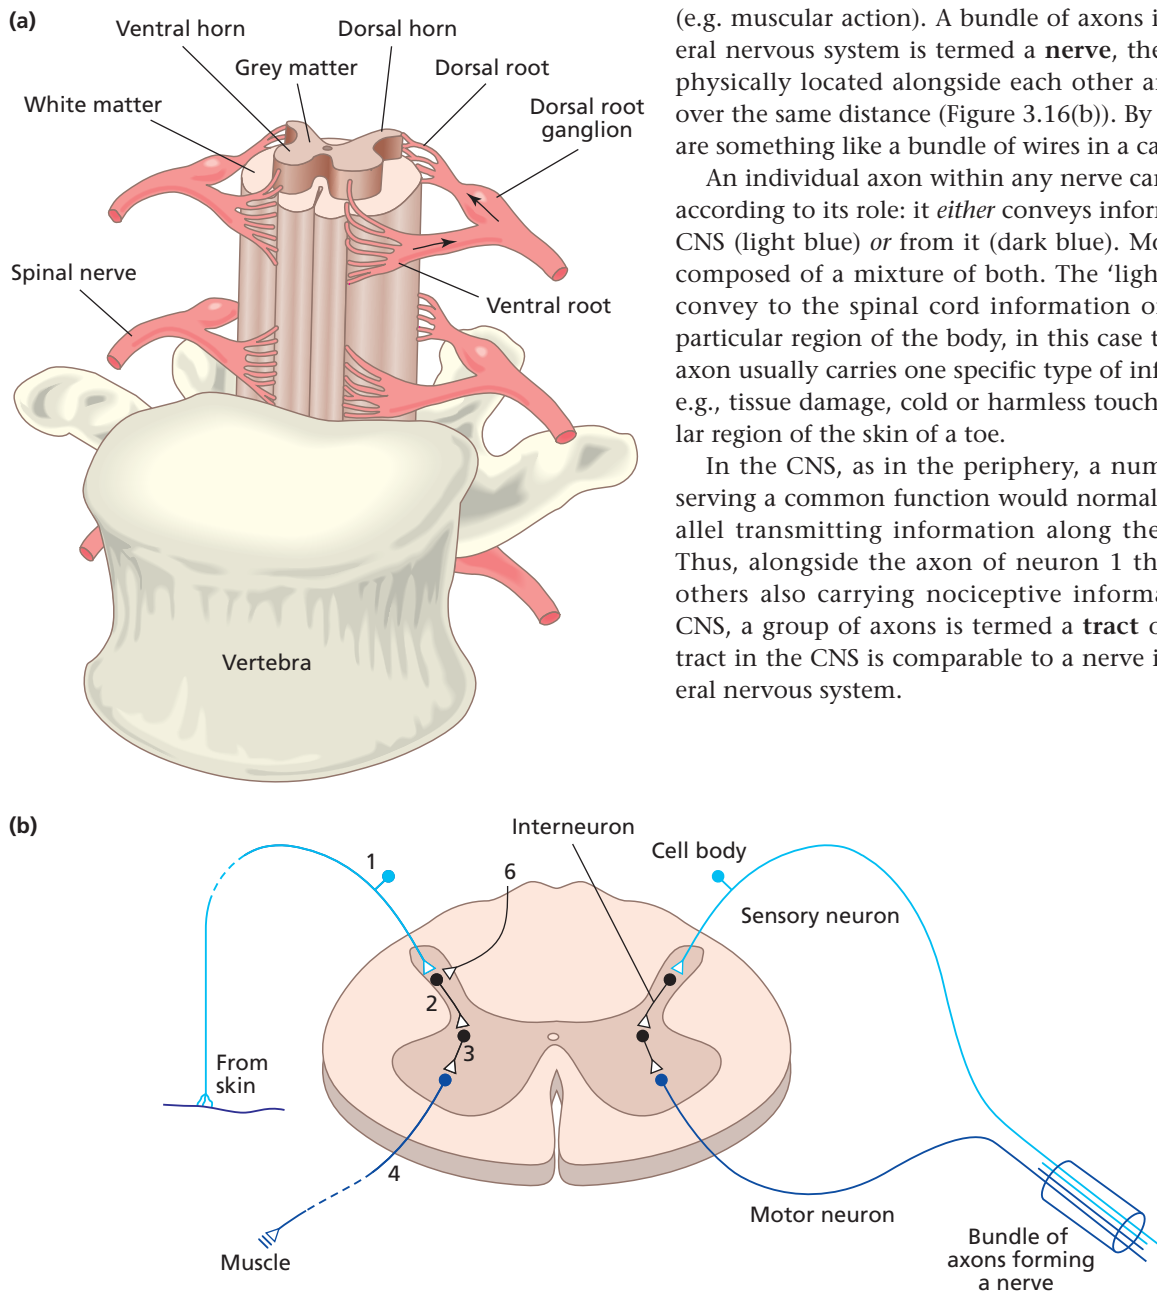 (a)
Ventral horn
Dorsal horn
Grey matter
Dorsal root
White matter
Dorsal root
ganglion
Spinal nerve
Ventral root
Vertebra
(e.g. muscular action). A bundle of axons i
eral nervous system is termed a nerve, the
physically located alongside each other a
over the same distance (Figure 3.16(b)). By
are something like a bundle of wires in a ca
An individual axon within any nerve car
according to its role: it either conveys infor
CNS (light blue) or from it (dark blue). Mo
composed of a mixture of both. The ‘ligh
convey to the spinal cord information o
particular region of the body, in this case t
axon usually carries one specific type of inf
e.g., tissue damage, cold or harmless touch
lar region of the skin of a toe.
In the CNS, as in the periphery, a num
serving a common function would normal
allel transmitting information along the
Thus, alongside the axon of neuron 1 th
others also carrying nociceptive informa
CNS, a group of axons is termed a tract o
tract in the CNS is comparable to a nerve i
eral nervous system.
(b)
Interneuron
Cell body
1
6
Sensory neuron
2
3
From
skin
4
Motor neuron
Muscle
Bundle of
axons forming
a nerve